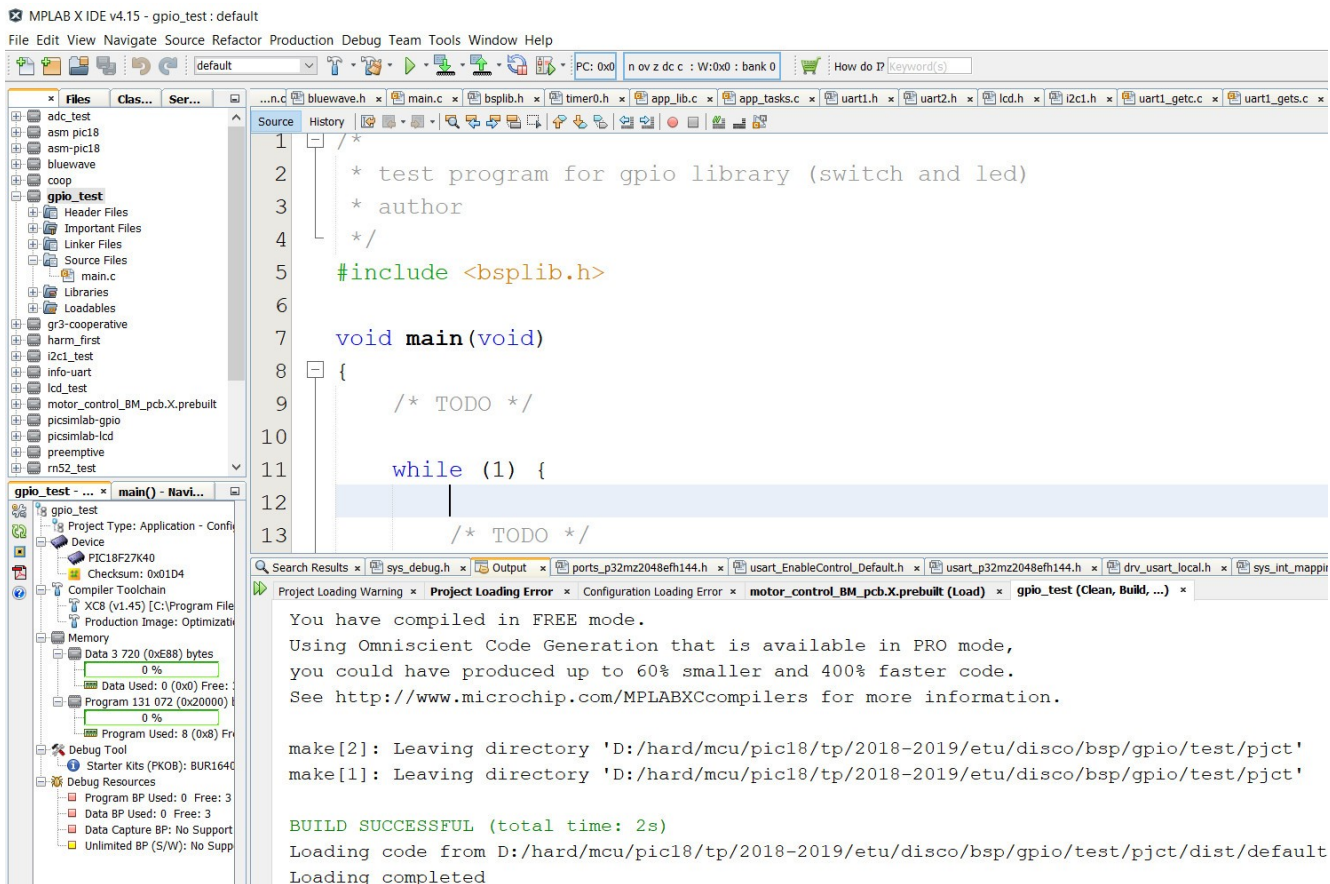 MPLAB X IDE v4.15 - gpio_test : default
File Edit View Navigate Source Refactor Production Debug Team Tools Window Help
default
PC: 0x0
n ov z dc c : W:0x0 : bank 0
How do I?
Keyword(s)
Files Clas... Ser...
adc_test
asm pic18
asm-pic18
bluewave
coop
gpio_test
Header Files
Important Files
Linker Files
Source Files
main.c
Libraries
Loadables
gr3-cooperative
harm_first
i2c1_test
info-uart
lcd_test
motor_control_BM_pcb.X.prebuilt
picsimlab-gpio
picsimlab-lcd
preemptive
rn52_test
gpio_test - ... main() - Navi...
gpio_test
Project Type: Application - Config
Device
PIC18F27K40
Checksum: 0x01D4
Compiler Toolchain
XC8 (v1.45) [C:\Program File
Production Image: Optimizati
Memory
Data 3 720 (0xE88) bytes
0 %
Data Used: 0 (0x0) Free:
Program 131 072 (0x20000)
0 %
Program Used: 8 (0x8) Fr
Debug Tool
Starter Kits (PKOB): BUR1640
Debug Resources
Program BP Used: 0 Free: 3
Data BP Used: 0 Free: 3
Data Capture BP: No Support
Unlimited BP (S/W): No Supp
...n.c bluewave.h main.c bsplib.h timer0.h app_lib.c app_tasks.c uart1.h uart2.h lcd.h i2c1.h uart1_getc.c uart1_gets.c
Source History
1 /*
2 * test program for gpio library (switch and led)
3 * author
4 */
5 #include <bsplib.h>
6
7 void main(void)
8 {
9 /* TODO */
10
11 while (1) {
12
13 /* TODO */
Search Results sys_debug.h Output ports_p32mz2048efh144.h usart_EnableControl_Default.h usart_p32mz2048efh144.h drv_usart_local.h sys_int_mappin
Project Loading Warning Project Loading Error Configuration Loading Error motor_control_BM_pcb.X.prebuilt (Load) gpio_test (Clean, Build, ...)
You have compiled in FREE mode.
Using Omniscient Code Generation that is available in PRO mode,
you could have produced up to 60% smaller and 400% faster code.
See http://www.microchip.com/MPLABXCcompilers for more information.
make[2]: Leaving directory 'D:/hard/mcu/pic18/tp/2018-2019/etu/disco/bsp/gpio/test/pjct'
make[1]: Leaving directory 'D:/hard/mcu/pic18/tp/2018-2019/etu/disco/bsp/gpio/test/pjct'
BUILD SUCCESSFUL (total time: 2s)
Loading code from D:/hard/mcu/pic18/tp/2018-2019/etu/disco/bsp/gpio/test/pjct/dist/default
Loading completed